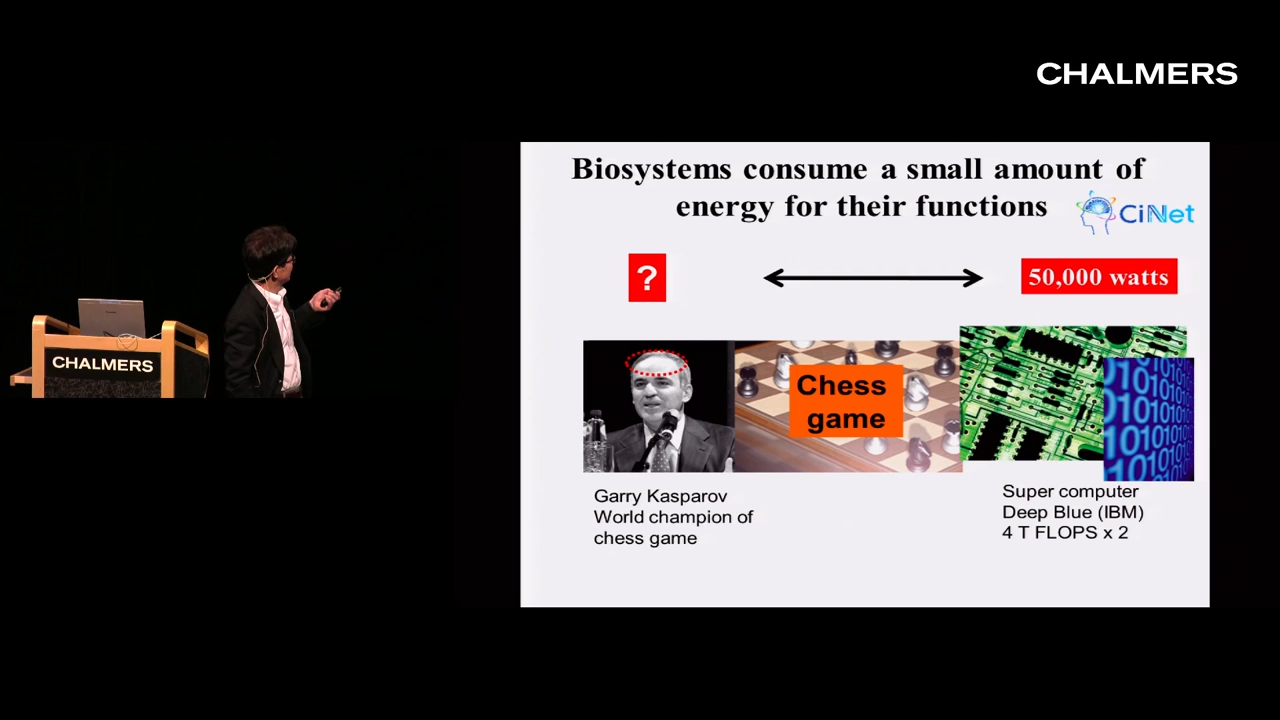 CHALMERS
Biosystems consume a small amount of
energy for their functions
CiNet
?
50,000 watts
Chess
game
CHALMERS
Garry Kasparov
World champion of
chess game
Super computer
Deep Blue (IBM)
4 T FLOPS x 2